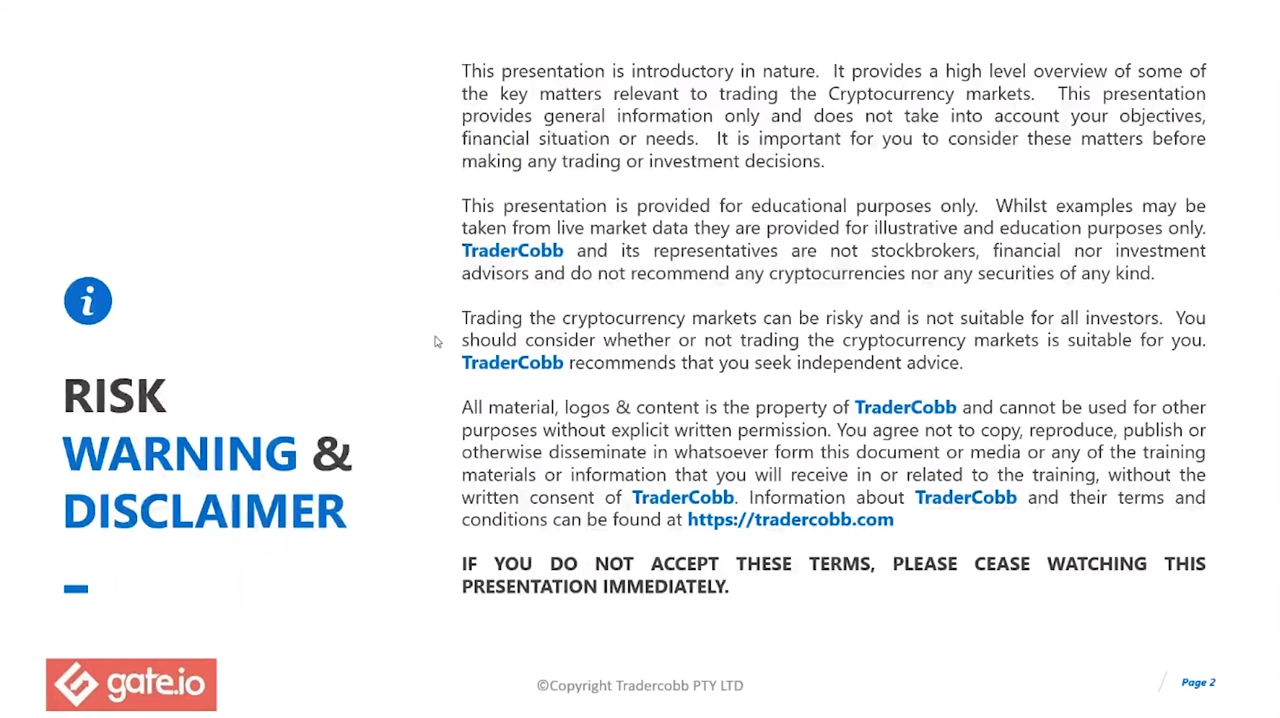 This presentation is introductory in nature. It provides a high level overview of some of
the key matters relevant to trading the Cryptocurrency markets. This presentation
provides general information only and does not take into account your objectives,
financial situation or needs. It is important for you to consider these matters before
making any trading or investment decisions.
This presentation is provided for educational purposes only. Whilst examples may be
taken from live market data they are provided for illustrative and education purposes only.
TraderCobb and its representatives are not stockbrokers, financial nor investment
advisors and do not recommend any cryptocurrencies nor any securities of any kind.
Trading the cryptocurrency markets can be risky and is not suitable for all investors. You
should consider whether or not trading the cryptocurrency markets is suitable for you.
TraderCobb recommends that you seek independent advice.
All material, logos & content is the property of TraderCobb and cannot be used for other
purposes without explicit written permission. You agree not to copy, reproduce, publish or
otherwise disseminate in whatsoever form this document or media or any of the training
materials or information that you will receive in or related to the training, without the
written consent of TraderCobb. Information about TraderCobb and their terms and
conditions can be found at https://tradercobb.com
IF YOU DO NOT ACCEPT THESE TERMS, PLEASE CEASE WATCHING THIS
PRESENTATION IMMEDIATELY.
i
RISK
WARNING &
DISCLAIMER
gate.io
©Copyright Tradercobb PTY LTD
Page 2